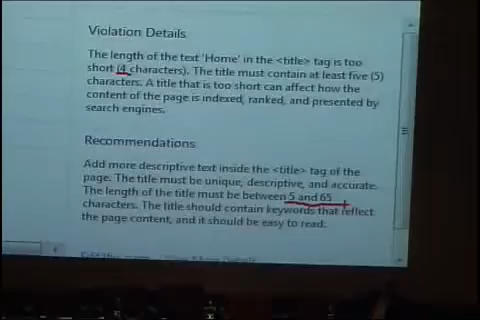 Violation Details
The length of the text 'Home' in the <title> tag is too
short (4 characters). The title must contain at least five (5)
characters. A title that is too short can affect how the
content of the page is indexed, ranked, and presented by
search engines.
Recommendations
Add more descriptive text inside the <title> tag of the
page. The title must be unique, descriptive, and accurate.
The length of the title must be between 5 and 65
characters. The title should contain keywords that reflect
the page content, and it should be easy to read.